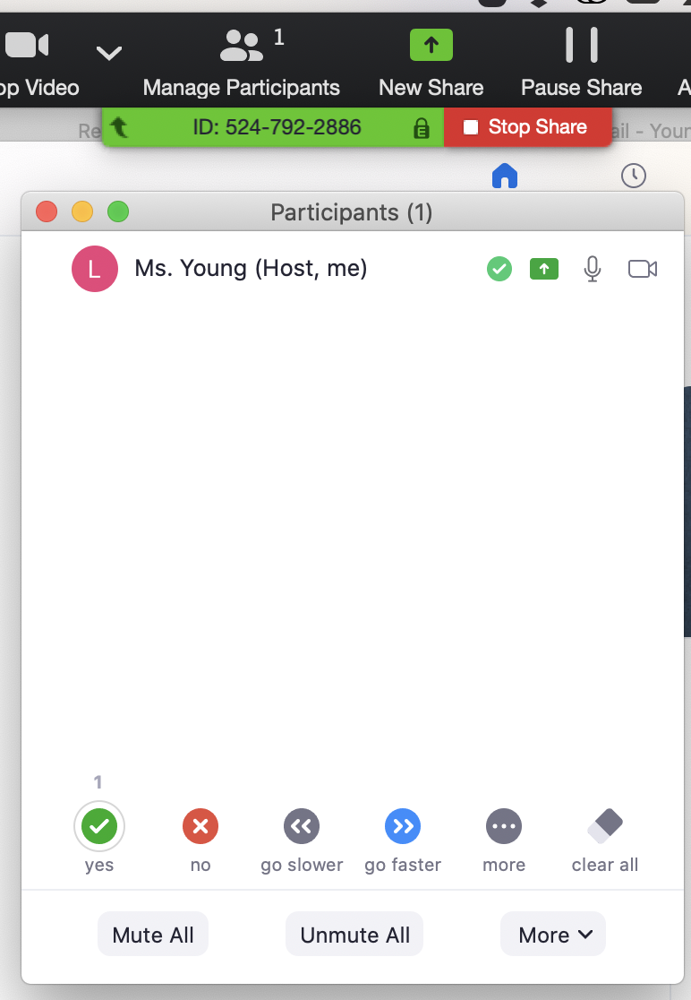 1
op Video
Manage Participants
New Share
Pause Share
A
Re
ID: 524-792-2886
Stop Share
ail - Your
Participants (1)
L
Ms. Young (Host, me)
1
yes
no
go slower
go faster
more
clear all
Mute All
Unmute All
More